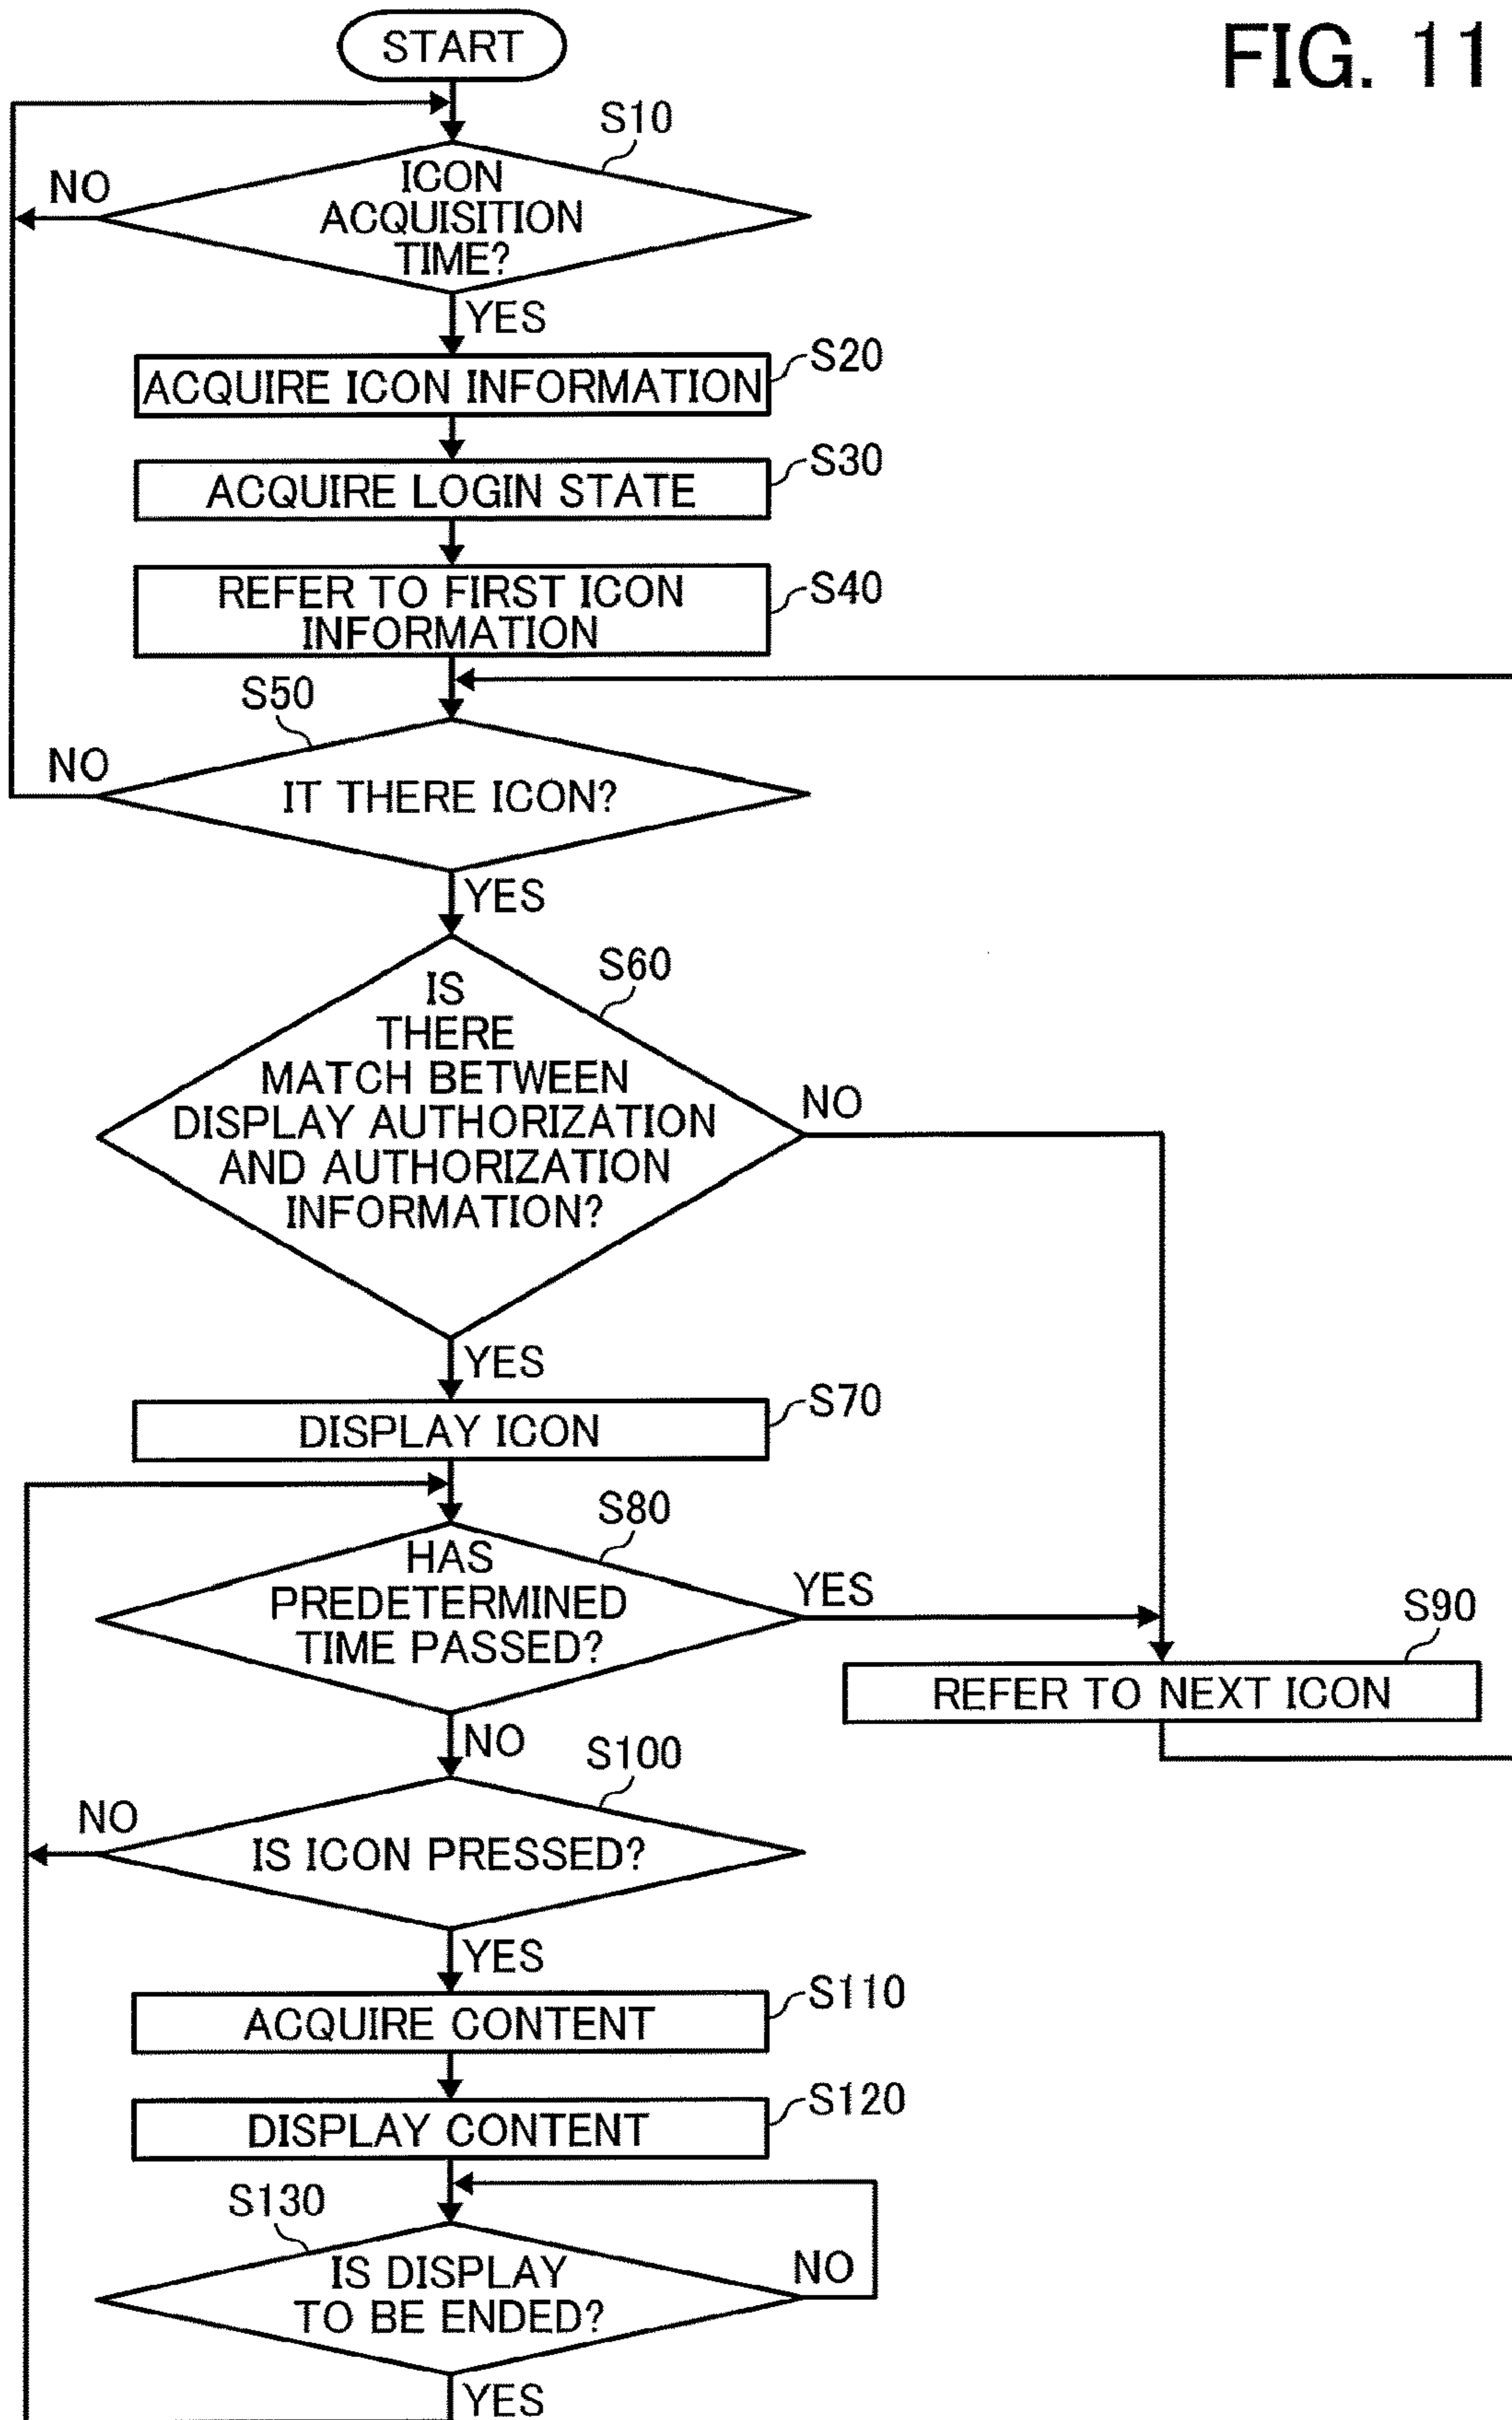 FIG. 11
START
S10
NO
ICON
ACQUISITION
TIME?
YES
S20
ACQUIRE ICON INFORMATION
S30
ACQUIRE LOGIN STATE
S40
REFER TO FIRST ICON
INFORMATION
S50
NO
IT THERE ICON?
YES
S60
IS
THERE
MATCH BETWEEN
DISPLAY AUTHORIZATION
AND AUTHORIZATION
INFORMATION?
NO
YES
S70
DISPLAY ICON
S80
HAS
PREDETERMINED
TIME PASSED?
YES
S90
REFER TO NEXT ICON
NO
S100
NO
IS ICON PRESSED?
YES
S110
ACQUIRE CONTENT
S120
DISPLAY CONTENT
S130
IS DISPLAY
TO BE ENDED?
NO
YES